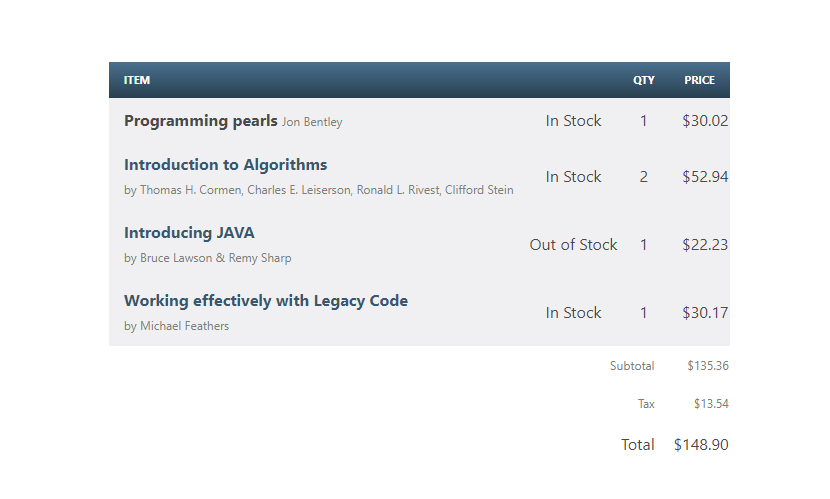 ITEM QTY PRICE
Programming pearls Jon Bentley In Stock 1 $30.02
Introduction to Algorithms
by Thomas H. Cormen, Charles E. Leiserson, Ronald L. Rivest, Clifford Stein In Stock 2 $52.94
Introducing JAVA
by Bruce Lawson & Remy Sharp Out of Stock 1 $22.23
Working effectively with Legacy Code
by Michael Feathers In Stock 1 $30.17
Subtotal $135.36
Tax $13.54
Total $148.90